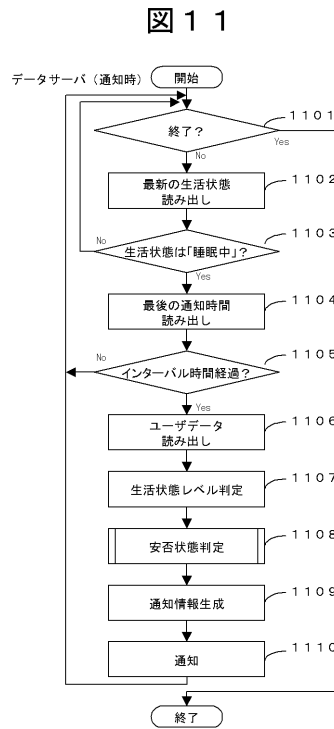 図１１
データサーバ（通知時）
開始
１１０１
終了？
Yes
No
１１０２
最新の生活状態
読み出し
１１０３
No
生活状態は「睡眠中」？
Yes
１１０４
最後の通知時間
読み出し
１１０５
No
インターバル時間経過？
Yes
１１０６
ユーザデータ
読み出し
１１０７
生活状態レベル判定
１１０８
安否状態判定
１１０９
通知情報生成
１１１０
通知
終了